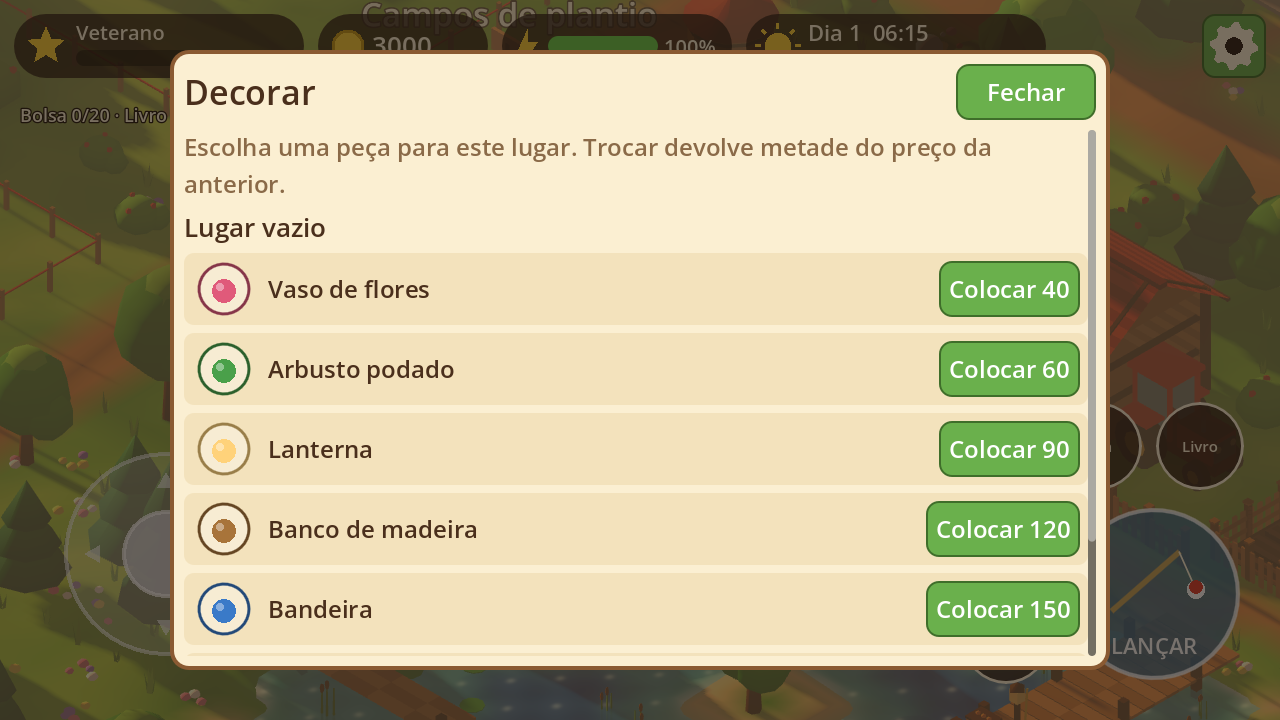 Campos de plantio
Veterano
3000
100%
Dia 1 06:15
Bolsa 0/20 · Livro
Decorar
Fechar
Escolha uma peça para este lugar. Trocar devolve metade do preço da
anterior.
Lugar vazio
Vaso de flores
Colocar 40
Arbusto podado
Colocar 60
Lanterna
Colocar 90
Banco de madeira
Colocar 120
Bandeira
Colocar 150
Livro
LANÇAR